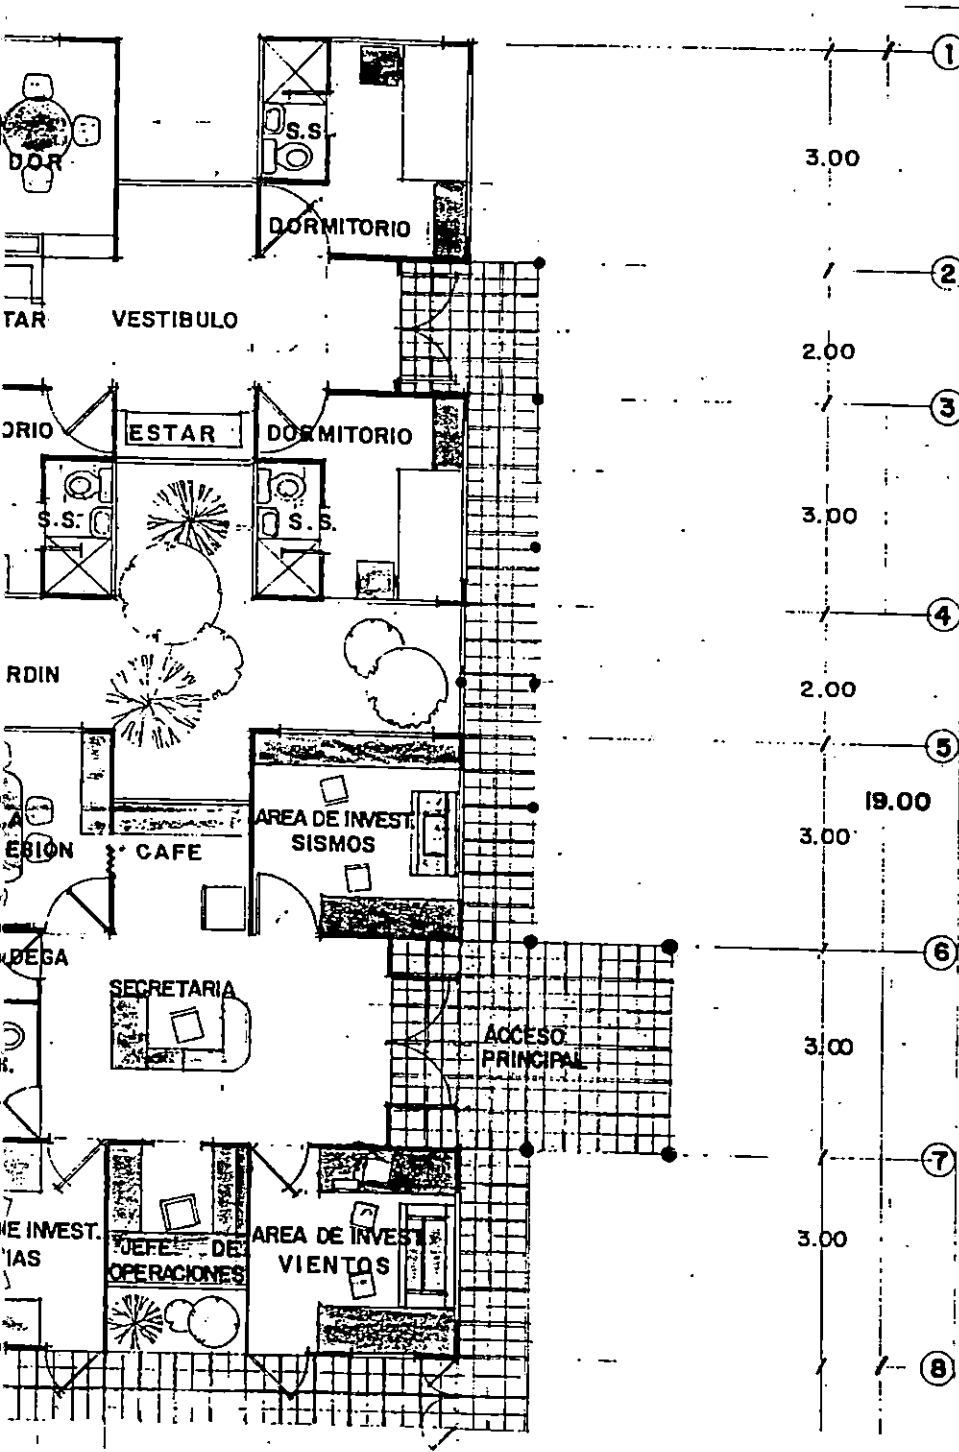 1
S.S.
DOR
3.00
DORMITORIO
2
TAR
VESTIBULO
2.00
3
ORIO
ESTAR
DORMITORIO
S.S.
S.S.
3.00
4
RDIN
2.00
5
19.00
A
AREA DE INVEST.
SISMOS
3.00
ESION
CAFE
6
DEGA
SECRETARIA
ACCESO
PRINCIPAL
3.00
7
E INVEST.
IAS
JEFE DE
OPERACIONES
AREA DE INVEST.
VIENTOS
3.00
8